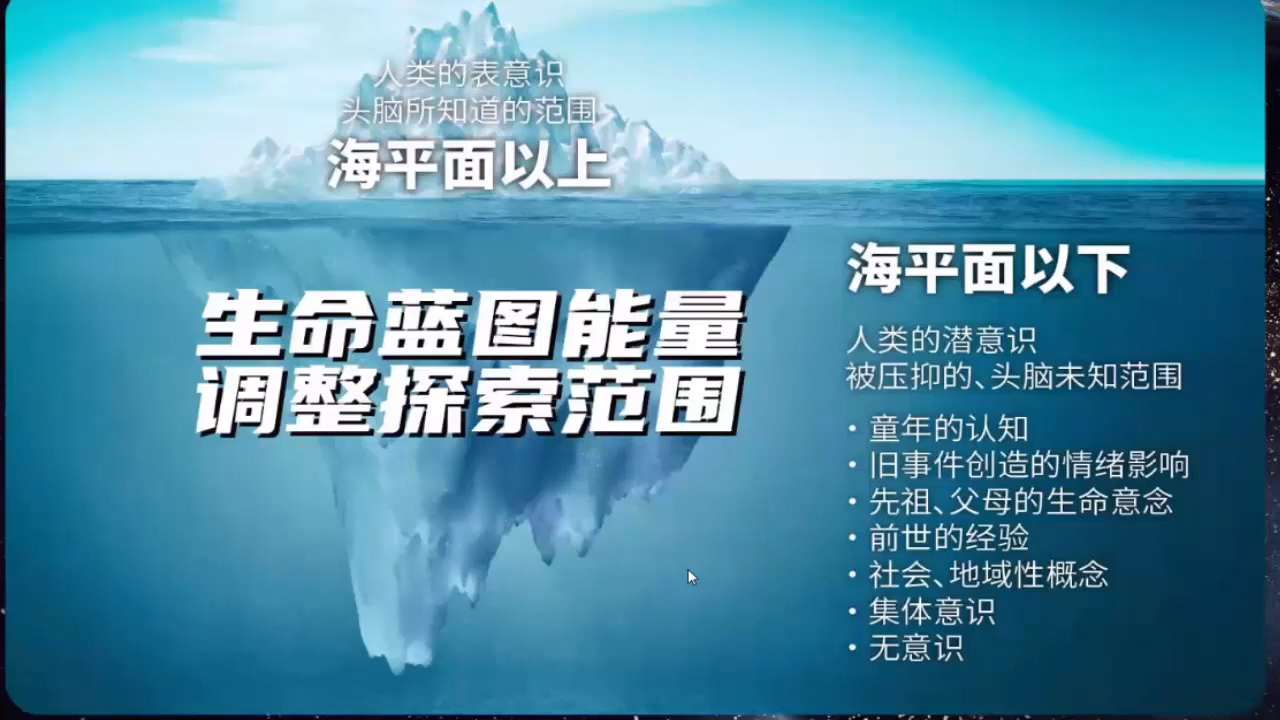 人类的表意识
头脑所知道的范围
海平面以上
生命蓝图能量
调整探索范围
海平面以下
人类的潜意识
被压抑的、头脑未知范围
• 童年的认知
• 旧事件创造的情绪影响
• 先祖、父母的生命意念
• 前世的经验
• 社会、地域性概念
• 集体意识
• 无意识